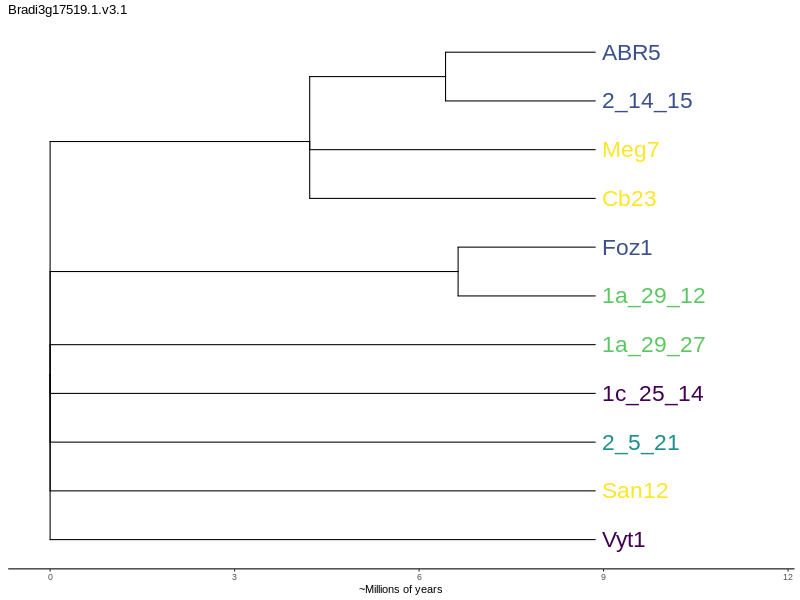 Bradi3g17519.1.v3.1
ABR5
2_14_15
Meg7
Cb23
Foz1
1a_29_12
1a_29_27
1c_25_14
2_5_21
San12
Vyt1
0 3 6 9 12
~Millions of years